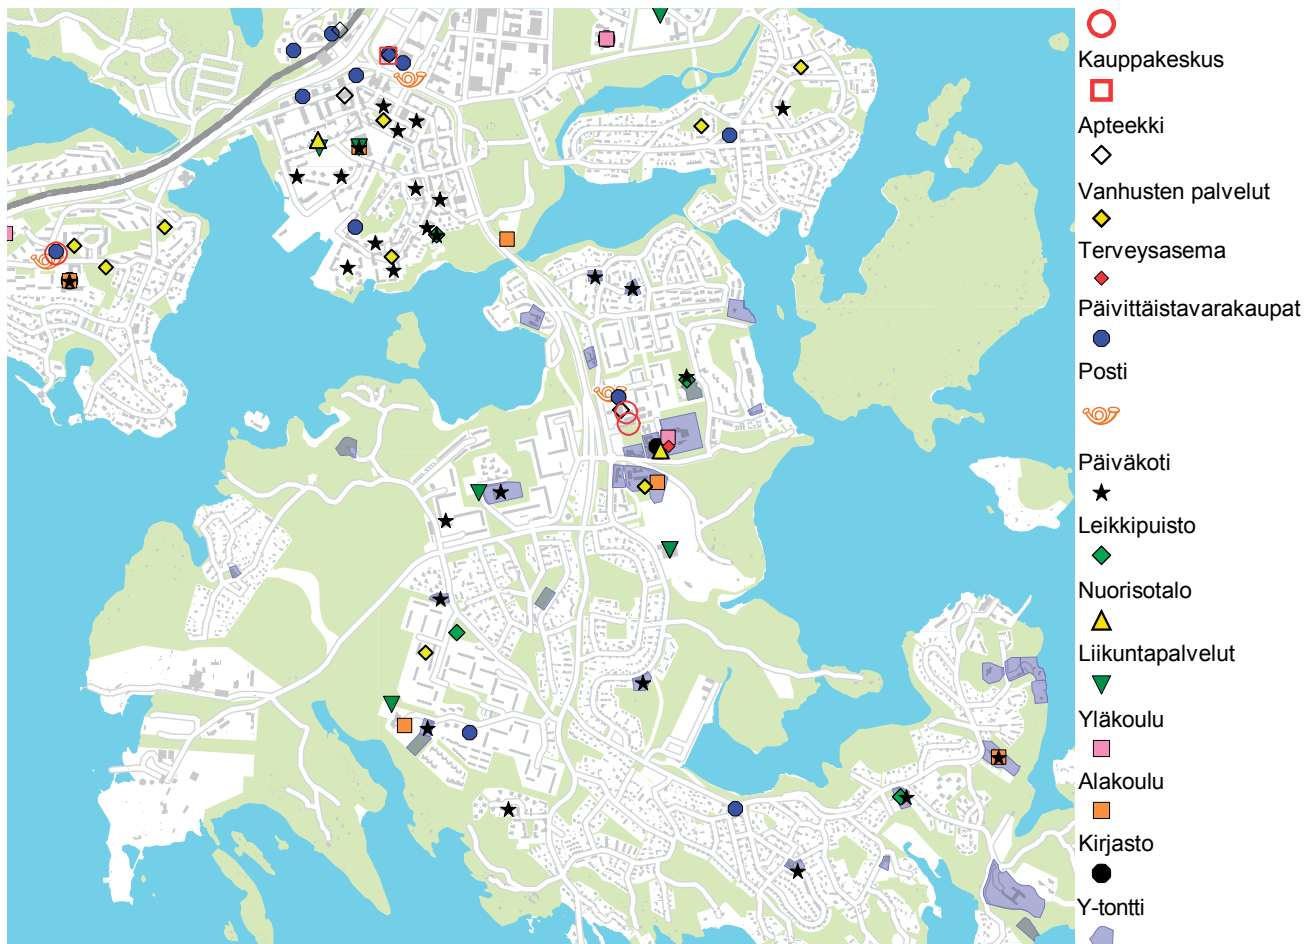 Kauppakeskus
Apteekki
Vanhusten palvelut
Terveysasema
Päivittäistavarakaupat
Posti
Päiväkoti
Leikkipuisto
Nuorisotalo
Liikuntapalvelut
Yläkoulu
Alakoulu
Kirjasto
Y-tontti